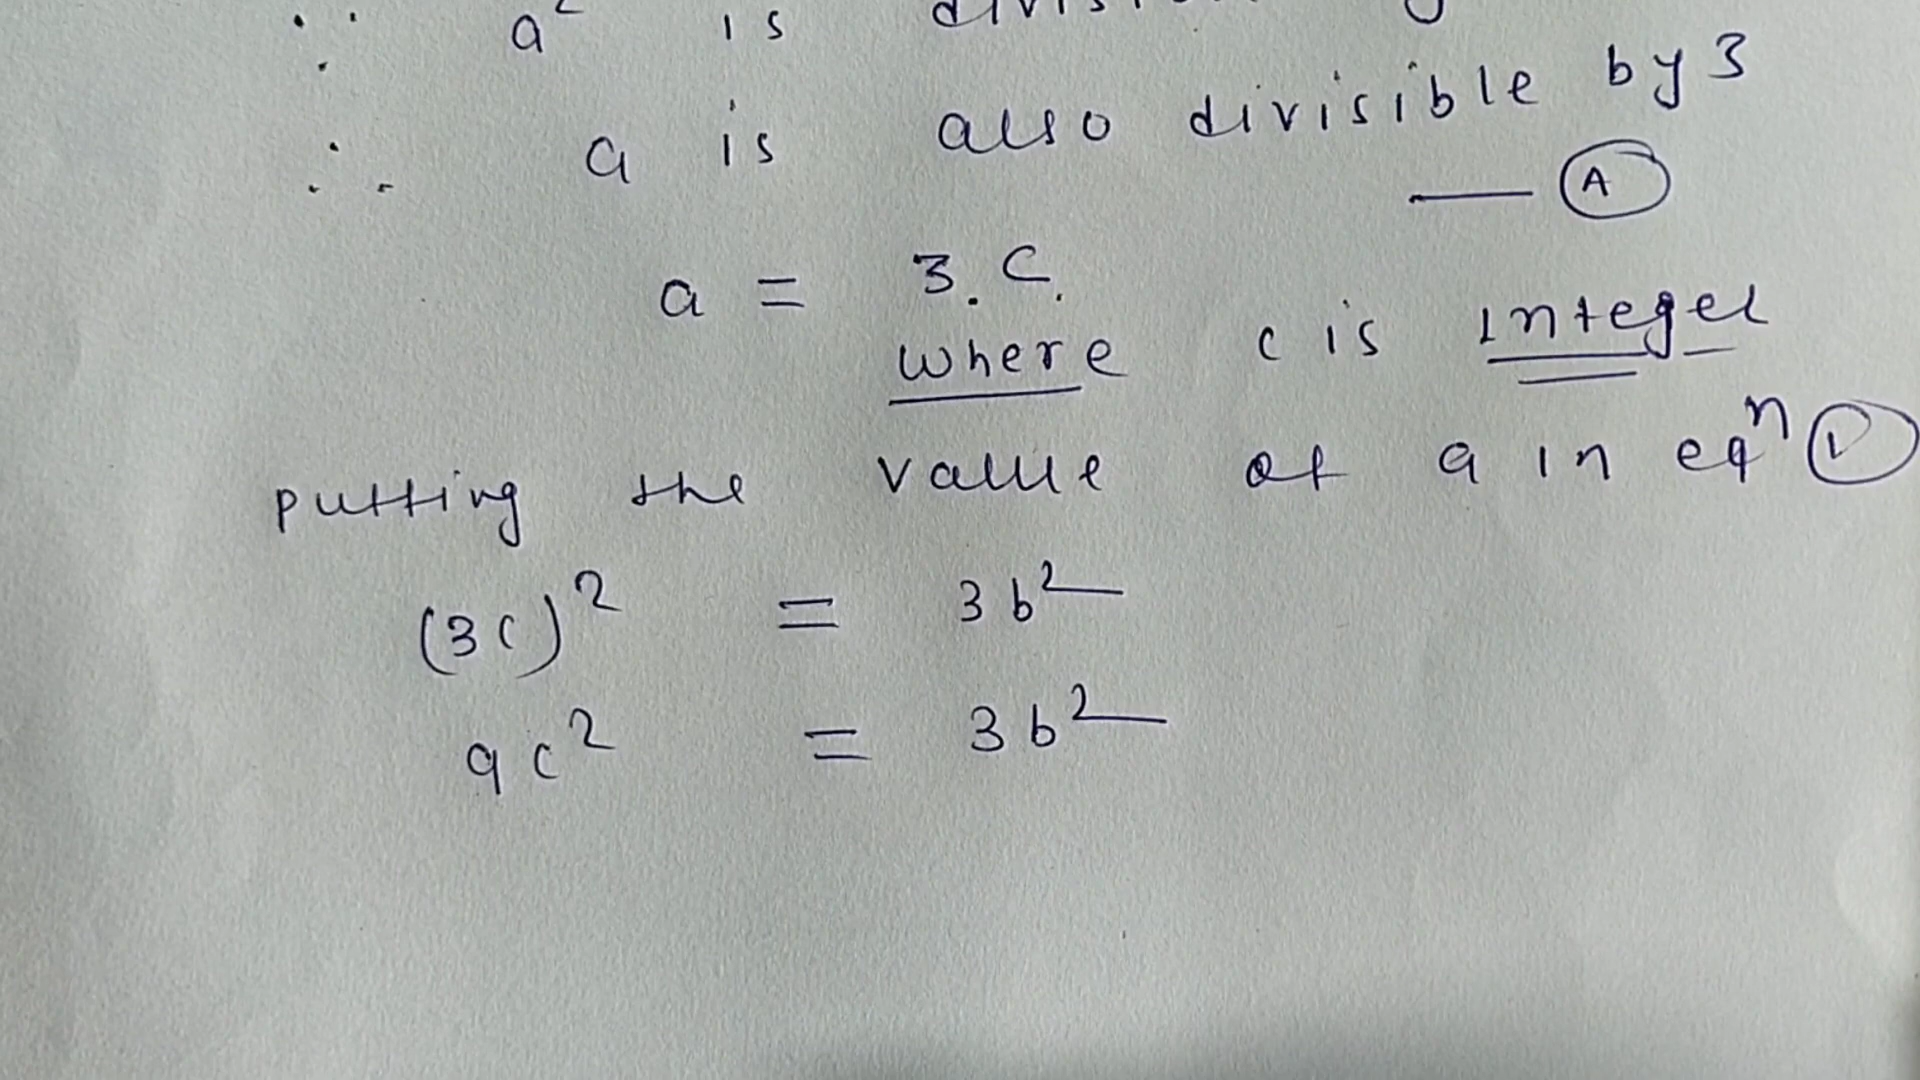 ∵ a² is
∴ a is also divisible by 3
— Ⓐ
a = 3.C.
where c is integer
putting the value of a in eqⁿ ①
(3c)² = 3b²
9c² = 3b²